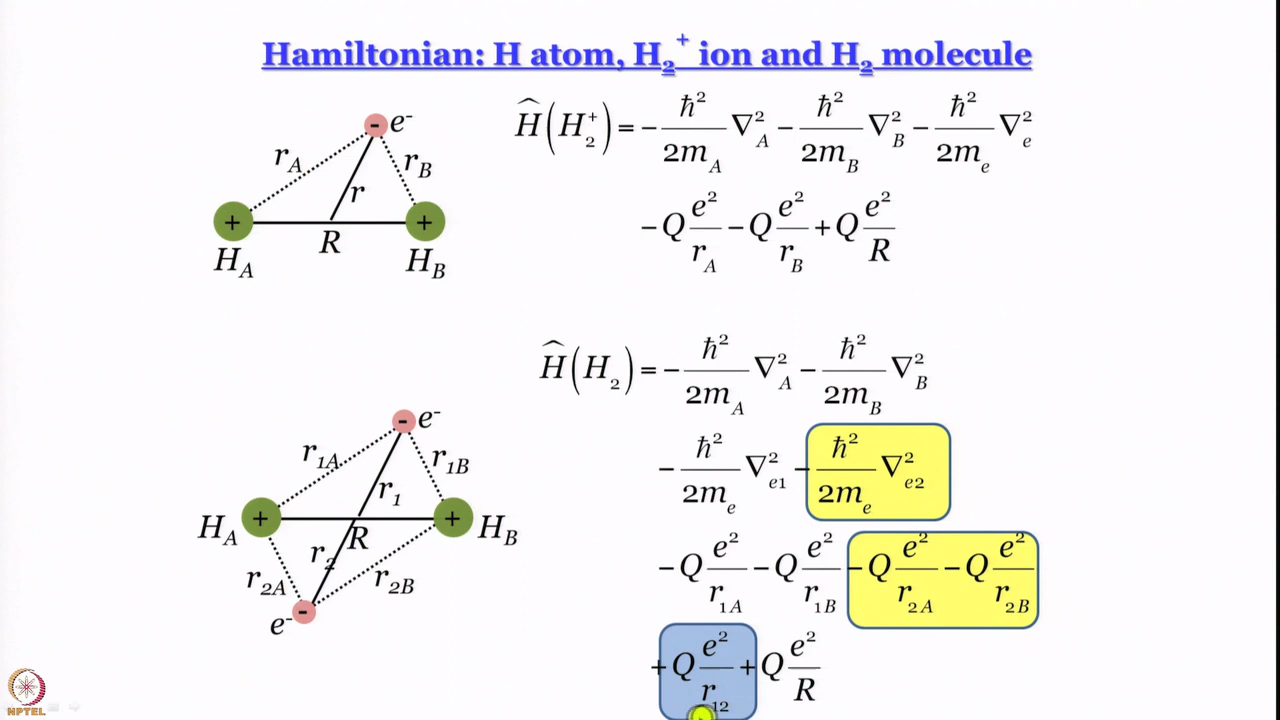 Hamiltonian: H atom, H₂⁺ ion and H₂ molecule
Ĥ(H₂⁺) = − ħ²/2m_A ∇²_A − ħ²/2m_B ∇²_B − ħ²/2m_e ∇²_e
− Q e²/r_A − Q e²/r_B + Q e²/R
+ - e⁻ +
r_A r_B r
R
H_A H_B
Ĥ(H₂) = − ħ²/2m_A ∇²_A − ħ²/2m_B ∇²_B
− ħ²/2m_e ∇²_e1 − ħ²/2m_e ∇²_e2
− Q e²/r_1A − Q e²/r_1B − Q e²/r_2A − Q e²/r_2B
+ Q e²/r_12 + Q e²/R
- e⁻
r_1A r_1B
r_1
H_A + R + H_B
r_2
r_2A r_2B
e⁻ -
NPTEL